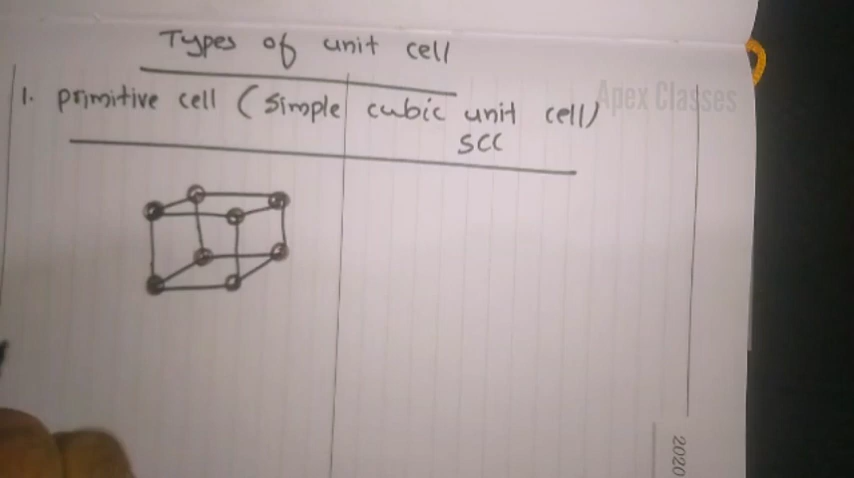 Types of unit cell
1. primitive cell (simple cubic unit cell)
SCC
Apex Classes
2020